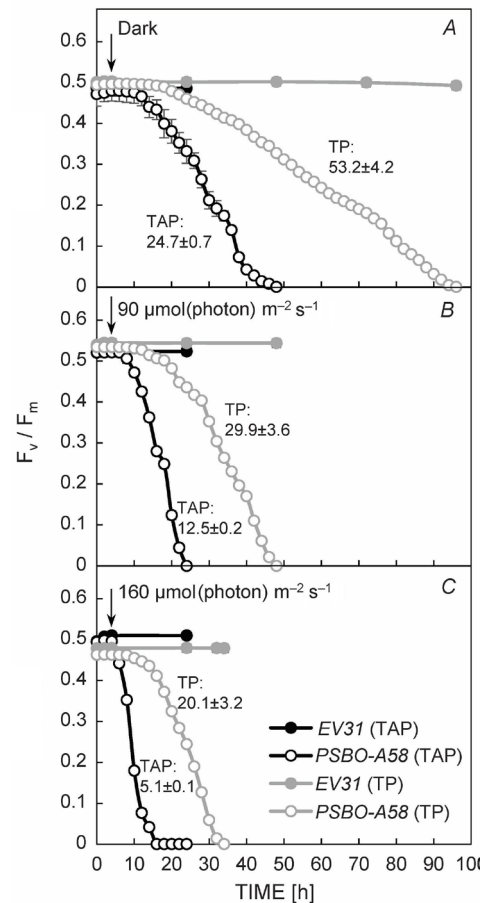 Dark
A
0.6
0.5
0.4
0.3
0.2
0.1
0
TP:
53.2±4.2
TAP:
24.7±0.7
90 μmol(photon) m⁻² s⁻¹
B
0.6
0.5
0.4
0.3
0.2
0.1
0
TP:
29.9±3.6
TAP:
12.5±0.2
Fv / Fm
160 μmol(photon) m⁻² s⁻¹
C
0.6
0.5
0.4
0.3
0.2
0.1
0
TP:
20.1±3.2
TAP:
5.1±0.1
EV31 (TAP)
PSBO-A58 (TAP)
EV31 (TP)
PSBO-A58 (TP)
0 10 20 30 40 50 60 70 80 90 100
TIME [h]